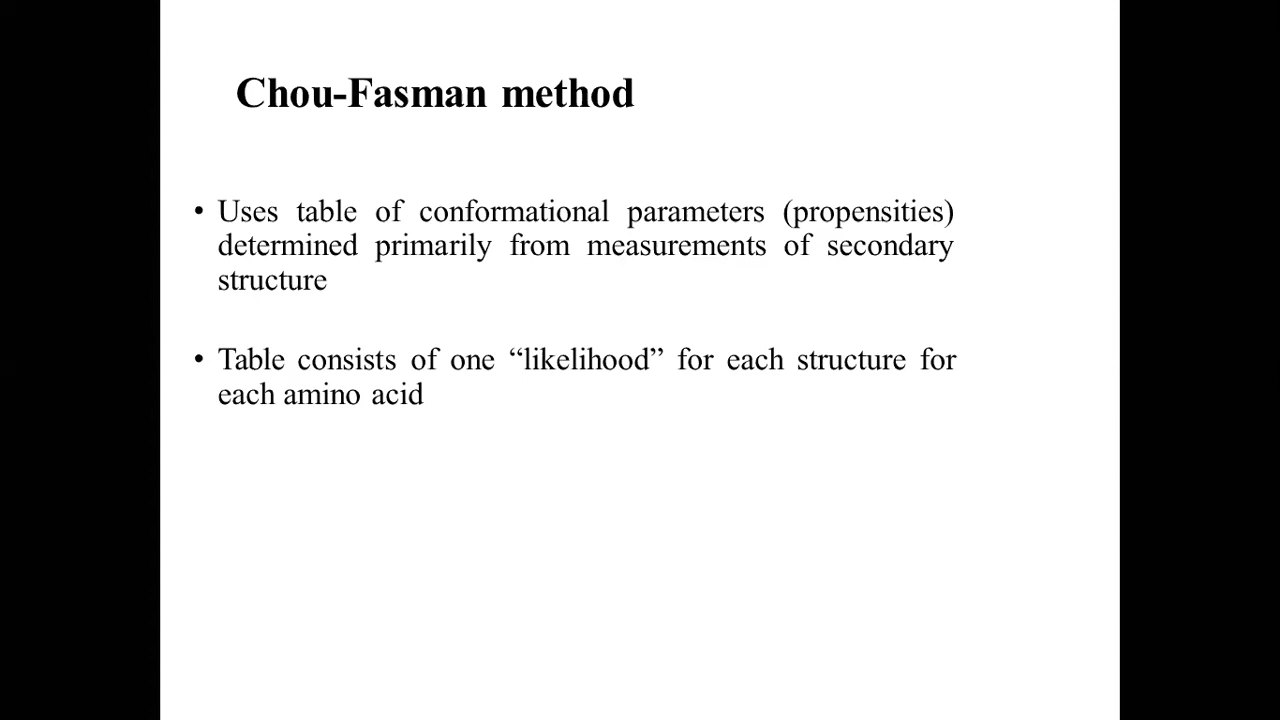 Chou-Fasman method
• Uses table of conformational parameters (propensities)
determined primarily from measurements of secondary
structure
• Table consists of one “likelihood” for each structure for
each amino acid